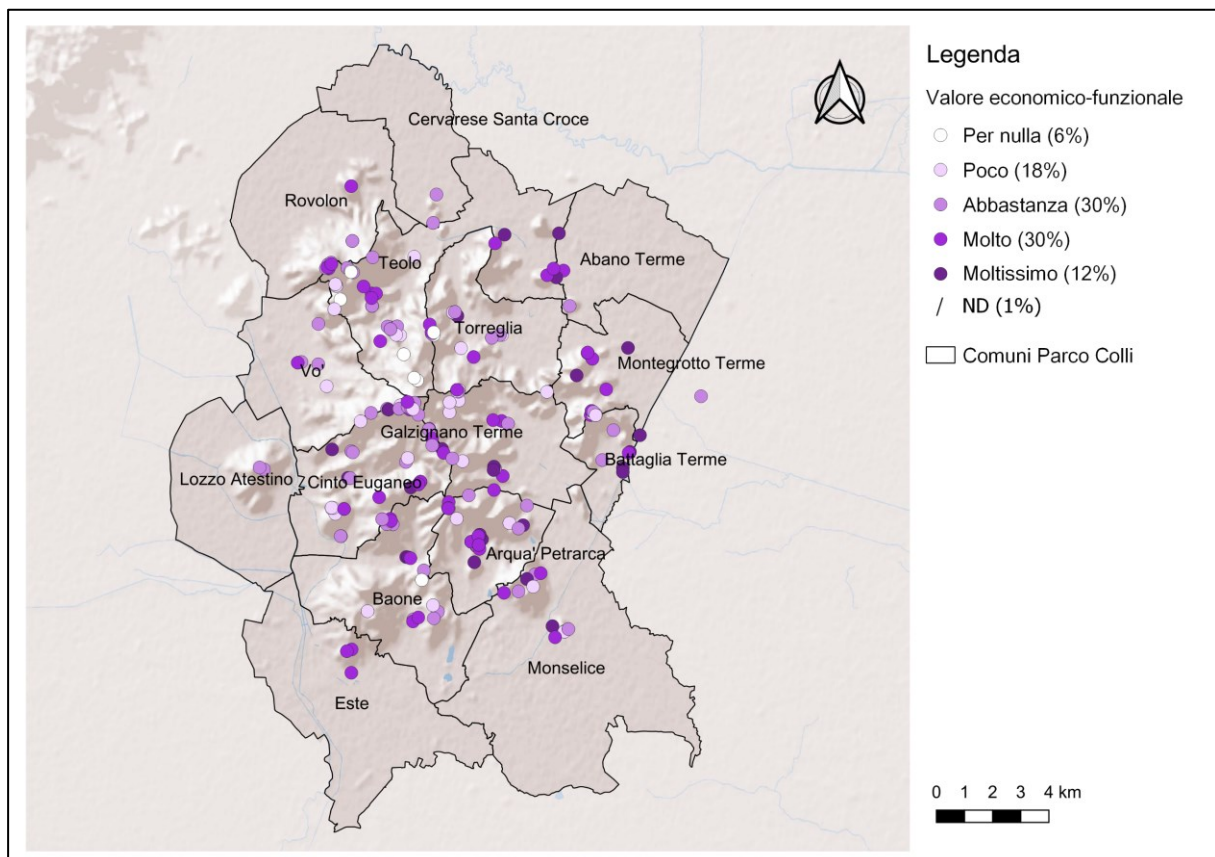 Legenda
Valore economico-funzionale
Per nulla (6%)
Poco (18%)
Abbastanza (30%)
Molto (30%)
Moltissimo (12%)
/ ND (1%)
Comuni Parco Colli
Cervarese Santa Croce
Rovolon
Teolo
Abano Terme
Torreglia
Montegrotto Terme
Vo'
Galzignano Terme
Battaglia Terme
Lozzo Atestino
Cinto Euganeo
Arqua' Petrarca
Baone
Monselice
Este
0 1 2 3 4 km